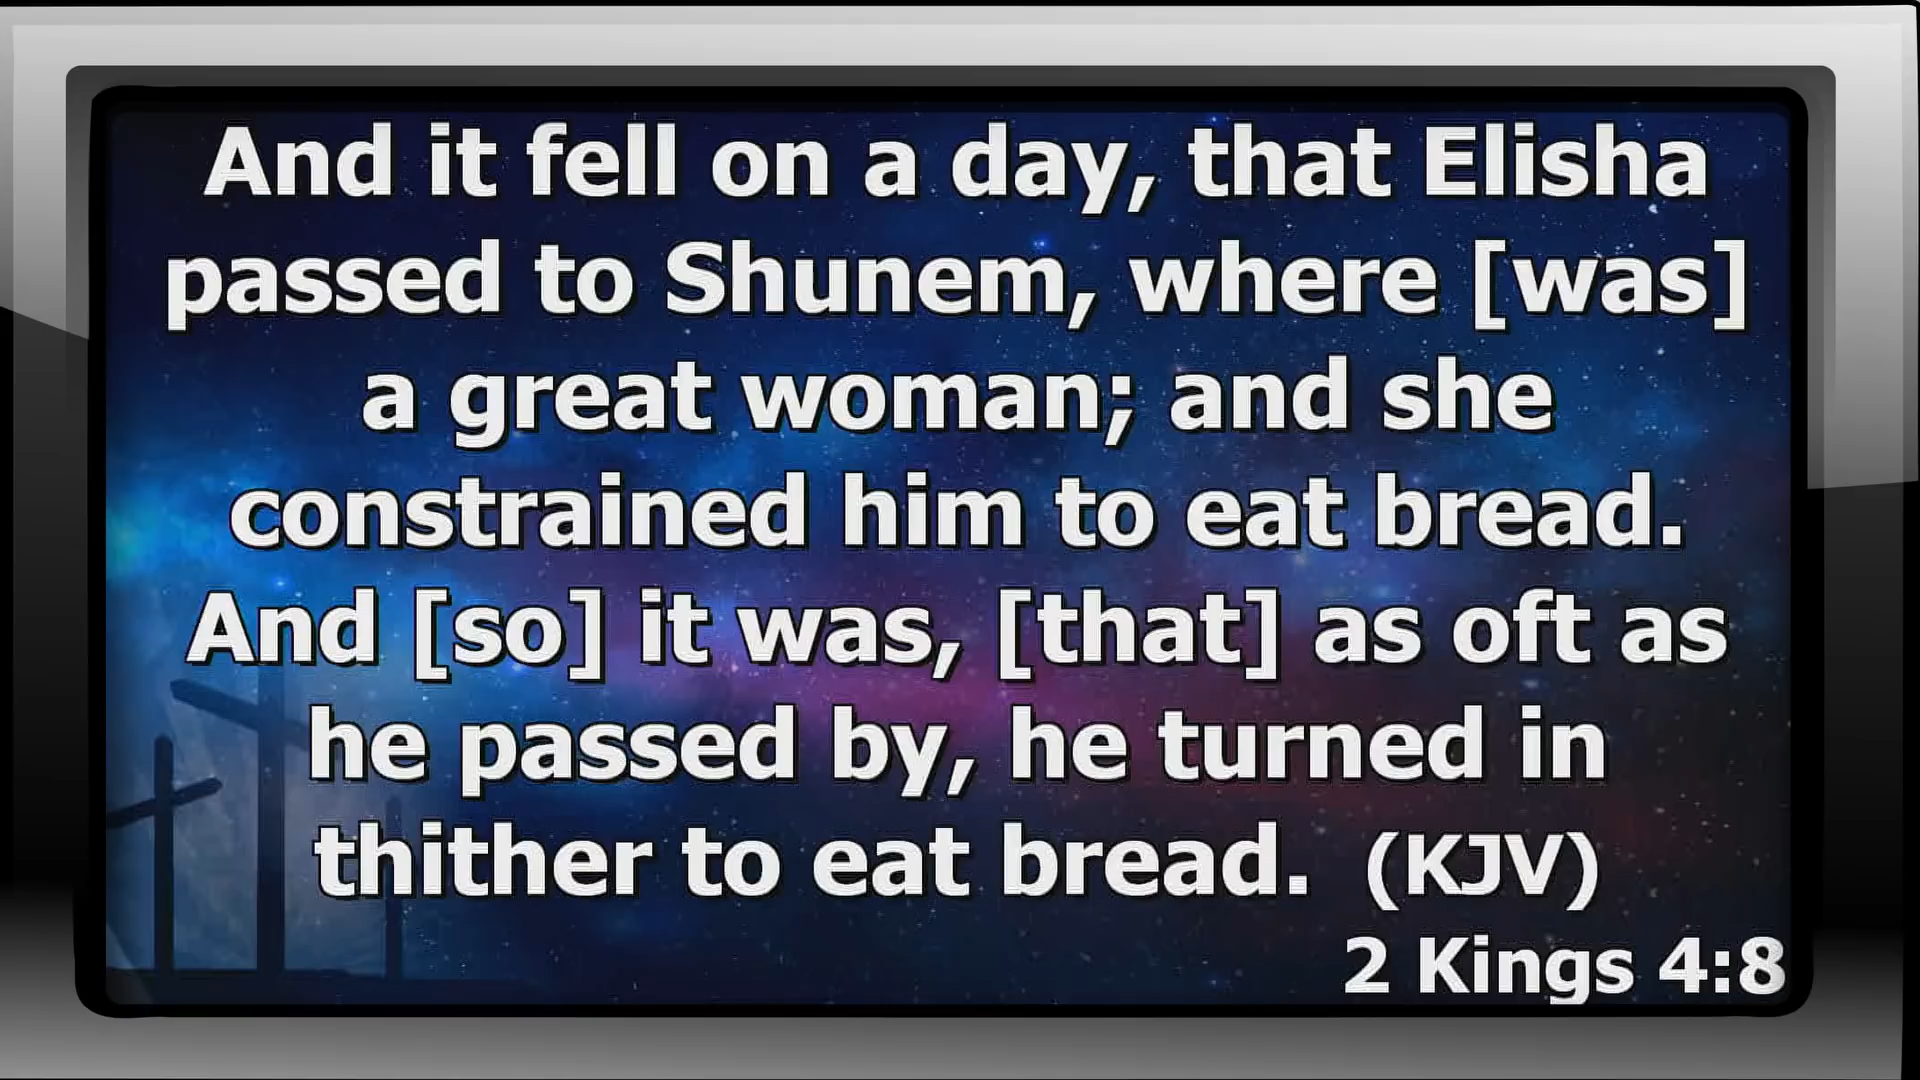 And it fell on a day, that Elisha
passed to Shunem, where [was]
a great woman; and she
constrained him to eat bread.
And [so] it was, [that] as oft as
he passed by, he turned in
thither to eat bread. (KJV)
2 Kings 4:8